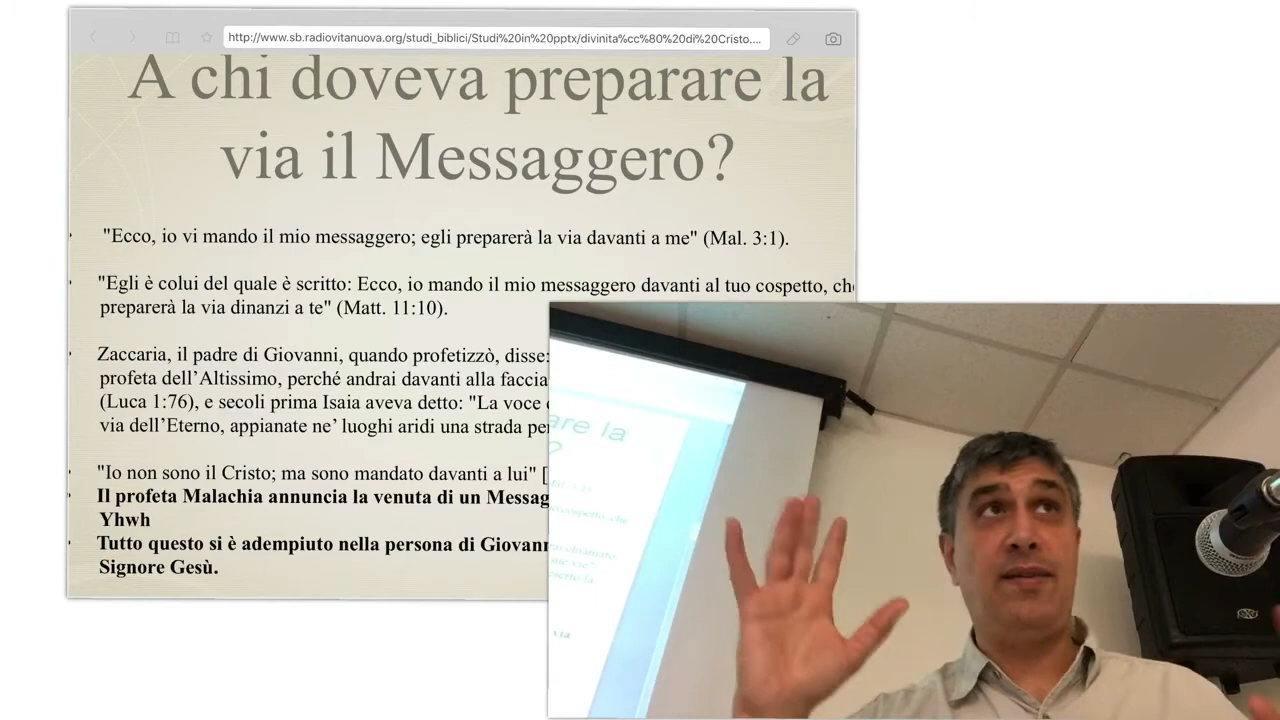 http://www.sb.radiovitanuova.org/studi_biblici/Studi%20in%20pptx/divinita%cc%80%20di%20Cristo....
A chi doveva preparare la
via il Messaggero?
"Ecco, io vi mando il mio messaggero; egli preparerà la via davanti a me" (Mal. 3:1).
"Egli è colui del quale è scritto: Ecco, io mando il mio messaggero davanti al tuo cospetto, che
preparerà la via dinanzi a te" (Matt. 11:10).
Zaccaria, il padre di Giovanni, quando profetizzò, disse:
profeta dell'Altissimo, perché andrai davanti alla faccia
(Luca 1:76), e secoli prima Isaia aveva detto: "La voce
via dell'Eterno, appianate ne' luoghi aridi una strada per
"Io non sono il Cristo; ma sono mandato davanti a lui" [
Il profeta Malachia annuncia la venuta di un Messag
Yhwh
Tutto questo si è adempiuto nella persona di Giovann
Signore Gesù.
are la
?
cospetto, che
via